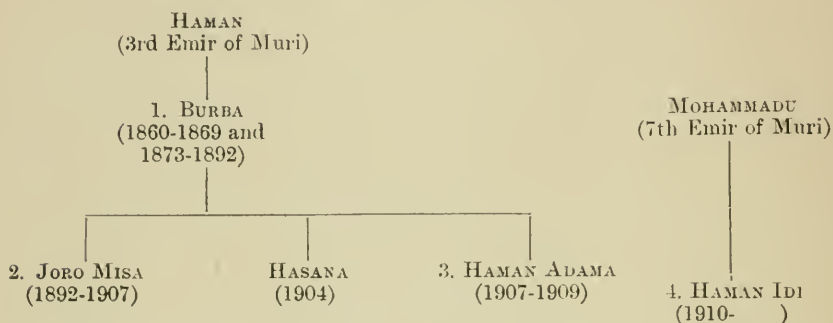 HAMAN
(3rd Emir of Muri)
1. BURBA
(1860-1869 and
1873-1892)
MOHAMMADU
(7th Emir of Muri)
2. JORO MISA
(1892-1907)
HASANA
(1904)
3. HAMAN ADAMA
(1907-1909)
4. HAMAN IDI
(1910- )